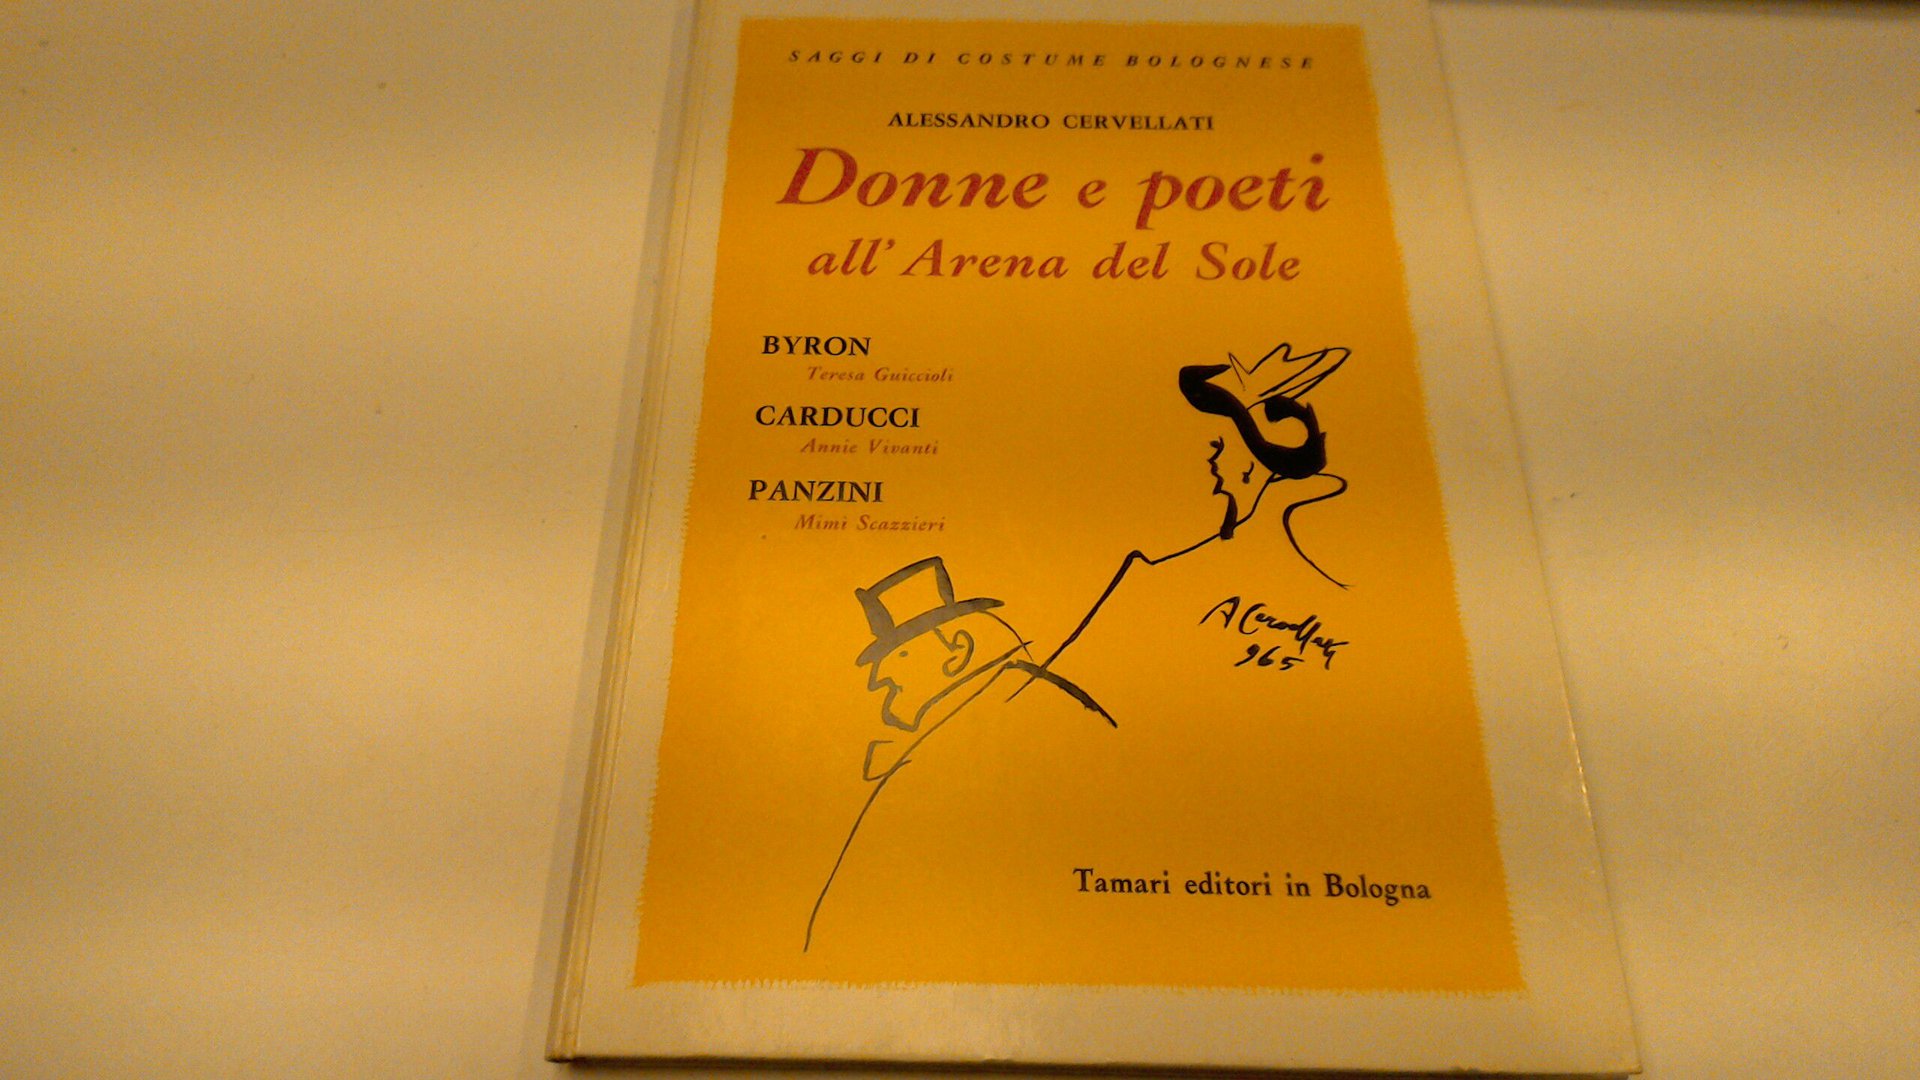 SAGGI DI COSTUME BOLOGNESE
ALESSANDRO CERVELLATI
Donne e poeti
all'Arena del Sole
BYRON
Teresa Guiccioli
CARDUCCI
Annie Vivanti
PANZINI
Mimì Scazzieri
A Cervellati
965
Tamari editori in Bologna